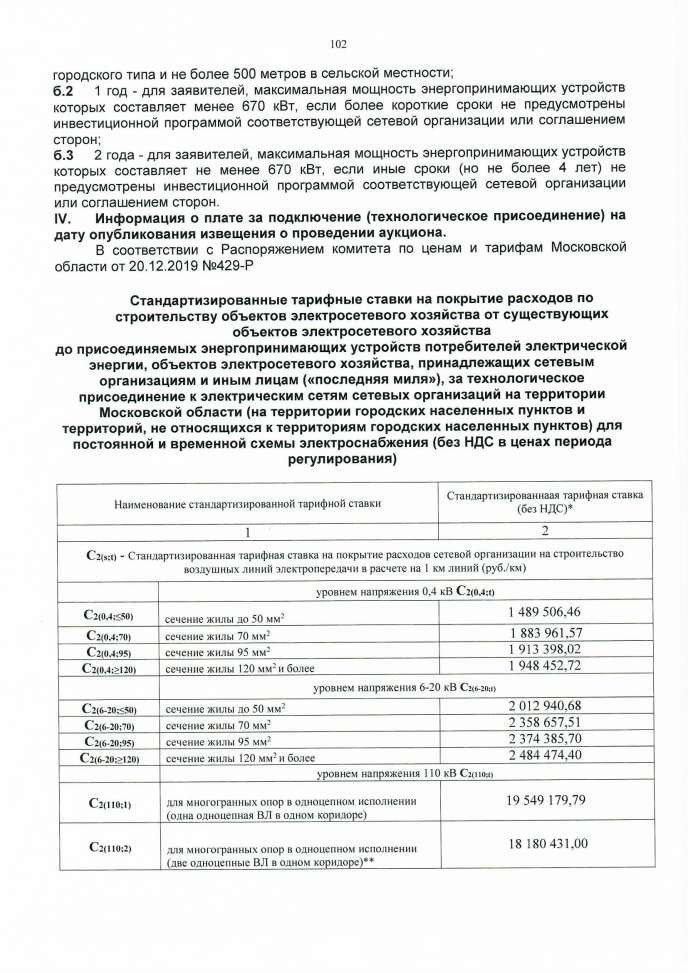 102
городского типа и не более 500 метров в сельской местности;
б.2 1 год - для заявителей, максимальная мощность энергопринимающих устройств
которых составляет менее 670 кВт, если более короткие сроки не предусмотрены
инвестиционной программой соответствующей сетевой организации или соглашением
сторон;
б.3 2 года - для заявителей, максимальная мощность энергопринимающих устройств
которых составляет не менее 670 кВт, если иные сроки (но не более 4 лет) не
предусмотрены инвестиционной программой соответствующей сетевой организации
или соглашением сторон.
IV. Информация о плате за подключение (технологическое присоединение) на
дату опубликования извещения о проведении аукциона.
В соответствии с Распоряжением комитета по ценам и тарифам Московской
области от 20.12.2019 №429-Р
Стандартизированные тарифные ставки на покрытие расходов по
строительству объектов электросетевого хозяйства от существующих
объектов электросетевого хозяйства
до присоединяемых энергопринимающих устройств потребителей электрической
энергии, объектов электросетевого хозяйства, принадлежащих сетевым
организациям и иным лицам («последняя миля»), за технологическое
присоединение к электрическим сетям сетевых организаций на территории
Московской области (на территории городских населенных пунктов и
территорий, не относящихся к территориям городских населенных пунктов) для
постоянной и временной схемы электроснабжения (без НДС в ценах периода
регулирования)
Наименование стандартизированной тарифной ставки
Стандартизированнаая тарифная ставка
(без НДС)*
1 2
C2(s;t) - Стандартизированная тарифная ставка на покрытие расходов сетевой организации на строительство
воздушных линий электропередачи в расчете на 1 км линий (руб./км)
уровнем напряжения 0,4 кВ C2(0,4;t)
C2(0,4;≤50) сечение жилы до 50 мм² 1 489 506,46
C2(0,4;70) сечение жилы 70 мм² 1 883 961,57
C2(0,4;95) сечение жилы 95 мм² 1 913 398,02
C2(0,4;≥120) сечение жилы 120 мм² и более 1 948 452,72
уровнем напряжения 6-20 кВ C2(6-20;t)
C2(6-20;≤50) сечение жилы до 50 мм² 2 012 940,68
C2(6-20;70) сечение жилы 70 мм² 2 358 657,51
C2(6-20;95) сечение жилы 95 мм² 2 374 385,70
C2(6-20;≥120) сечение жилы 120 мм² и более 2 484 474,40
уровнем напряжения 110 кВ C2(110;t)
C2(110;1) для многогранных опор в одноцепном исполнении 19 549 179,79
(одна одноцепная ВЛ в одном коридоре)
C2(110;2) для многогранных опор в одноцепном исполнении 18 180 431,00
(две одноцепные ВЛ в одном коридоре)**